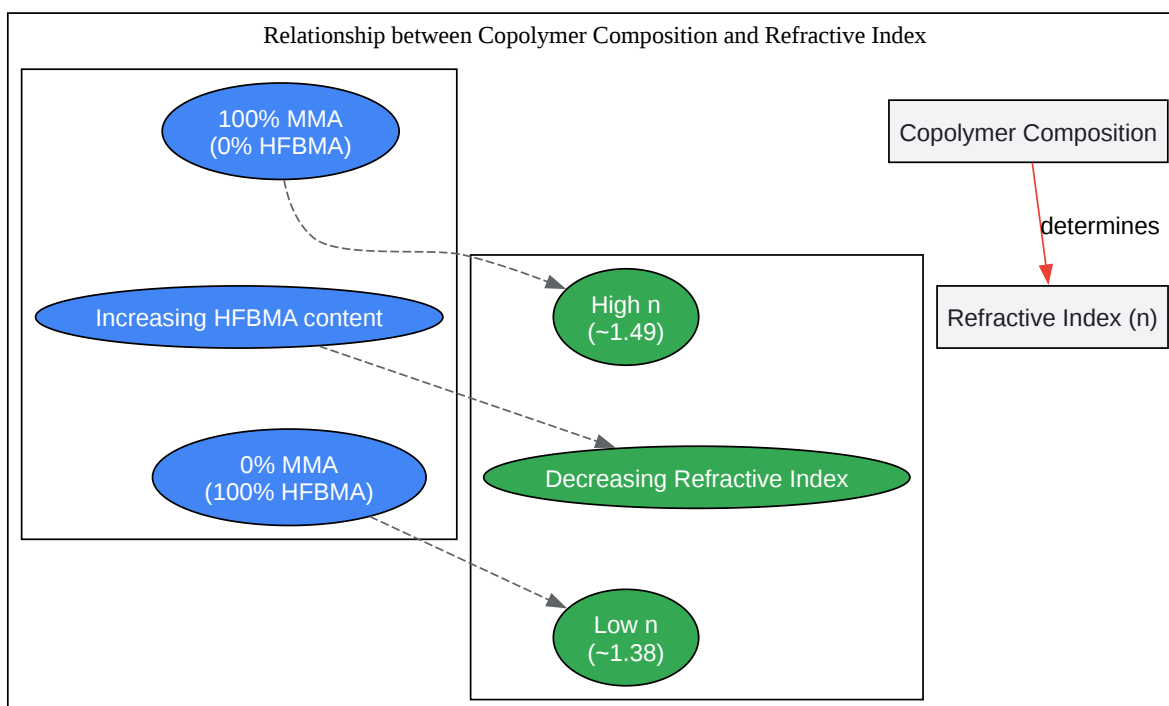 Relationship between Copolymer Composition and Refractive Index
100% MMA
(0% HFBMA)
Increasing HFBMA content
0% MMA
(100% HFBMA)
High n
(~1.49)
Decreasing Refractive Index
Low n
(~1.38)
Copolymer Composition
determines
Refractive Index (n)